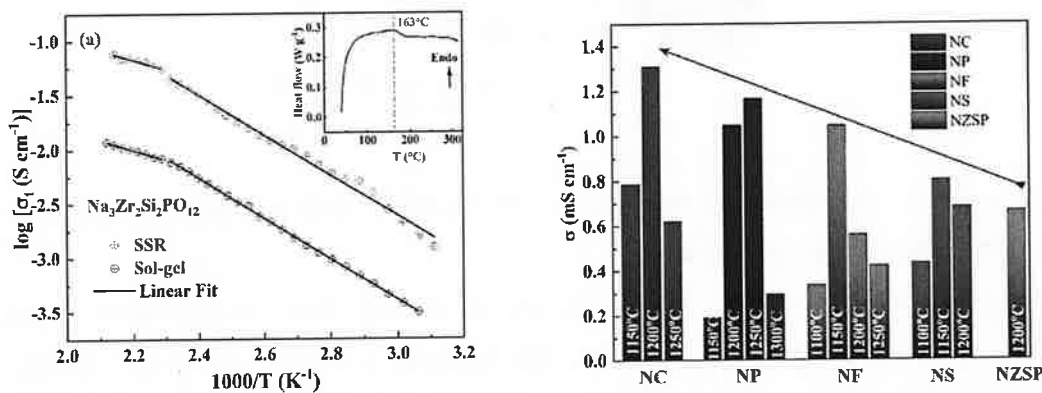 (a)
-1.0
-1.5
-2.0
-2.5
-3.0
-3.5
log [σt (S cm⁻¹)]
Na₃Zr₂Si₂PO₁₂
SSR
Sol-gel
Linear Fit
2.0 2.2 2.4 2.6 2.8 3.0 3.2
1000/T (K⁻¹)
163°C
0.3
0.2
0.1
0.0
Heat flow (W g⁻¹)
Endo
0 100 200 300
T (°C)
1.4
1.2
1.0
0.8
0.6
0.4
0.2
0.0
σ (mS cm⁻¹)
NC
NP
NF
NS
NZSP
1150°C 1200°C 1250°C
1150°C 1200°C 1250°C 1300°C
1100°C 1150°C 1200°C 1250°C
1100°C 1150°C 1200°C
1200°C
NC NP NF NS NZSP